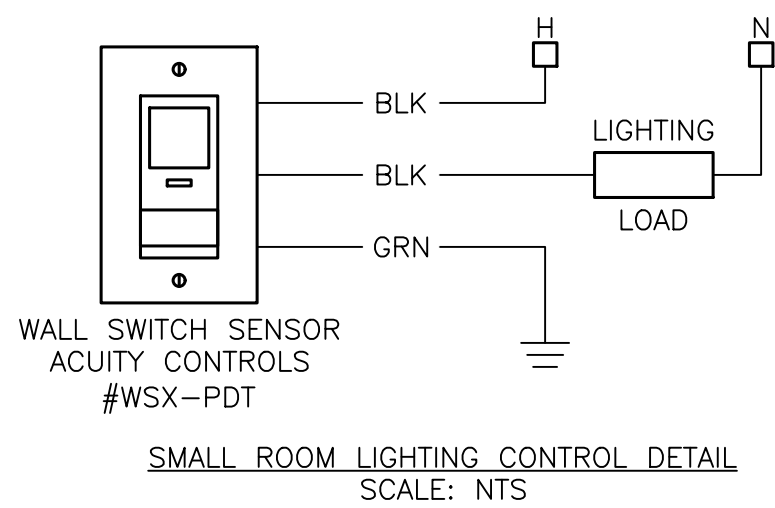 H
N
BLK
LIGHTING
BLK
LOAD
GRN
WALL SWITCH SENSOR
ACUITY CONTROLS
#WSX-PDT
SMALL ROOM LIGHTING CONTROL DETAIL
SCALE: NTS